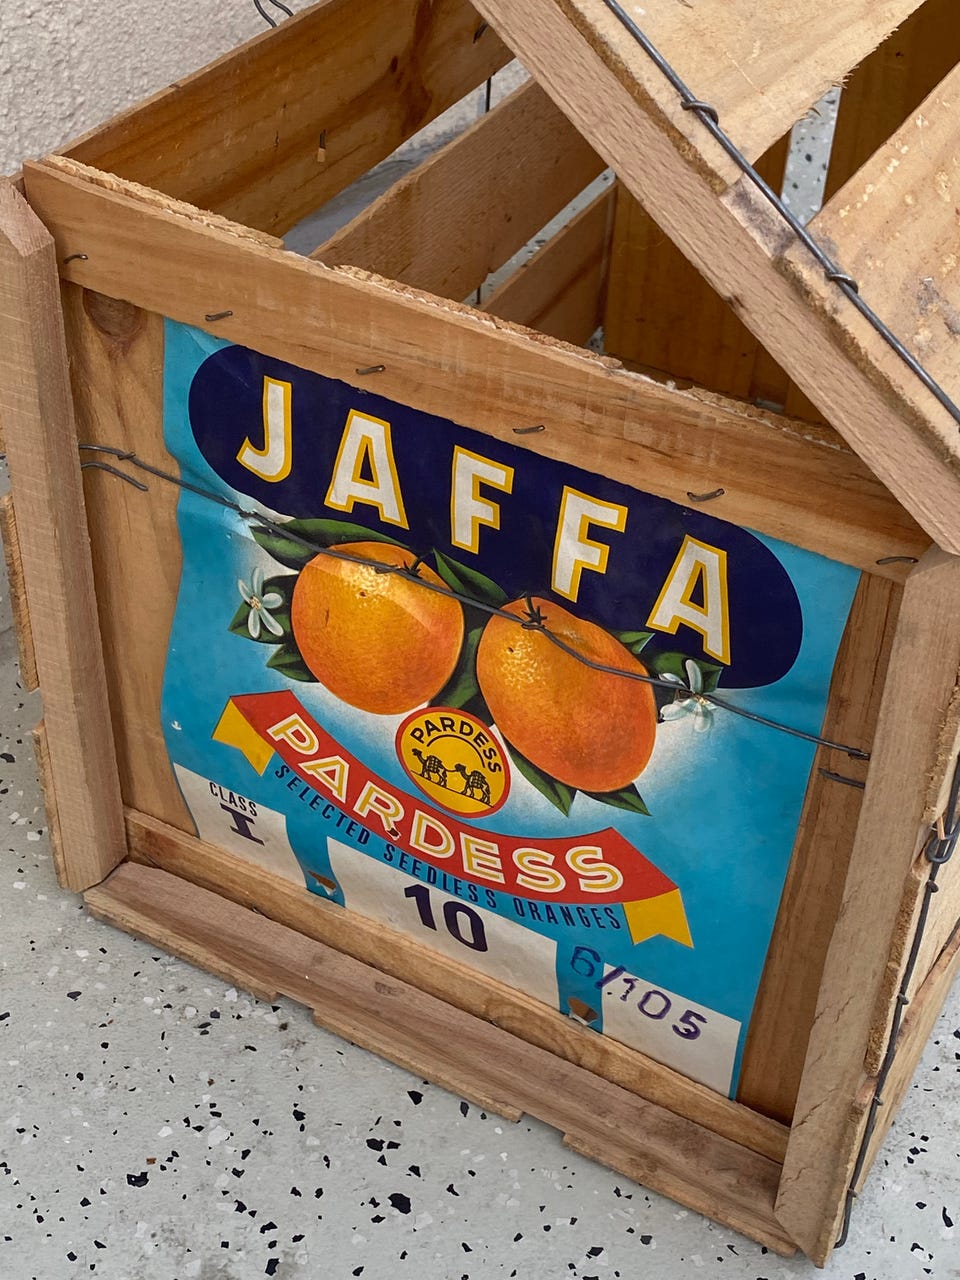 JAFFA
PARDESS
PARDESS
SELECTED SEEDLESS ORANGES
CLASS
I
10
6/105